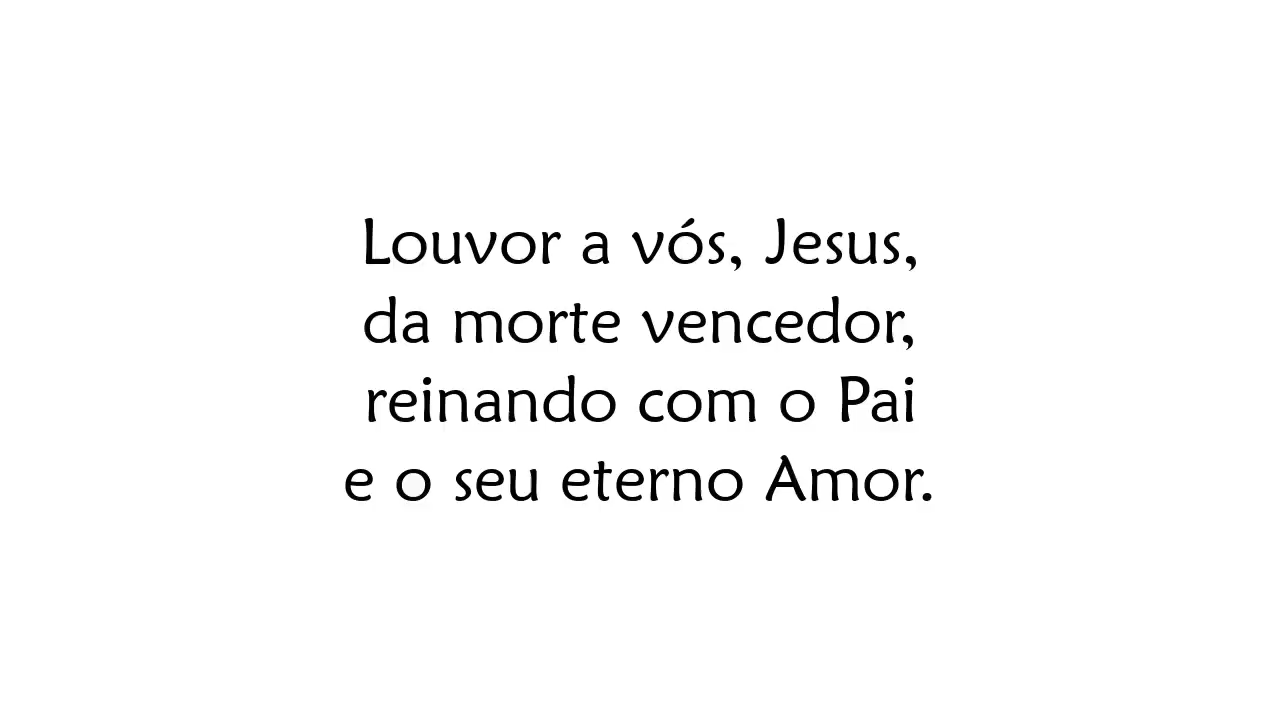 Louvor a vós, Jesus,
da morte vencedor,
reinando com o Pai
e o seu eterno Amor.